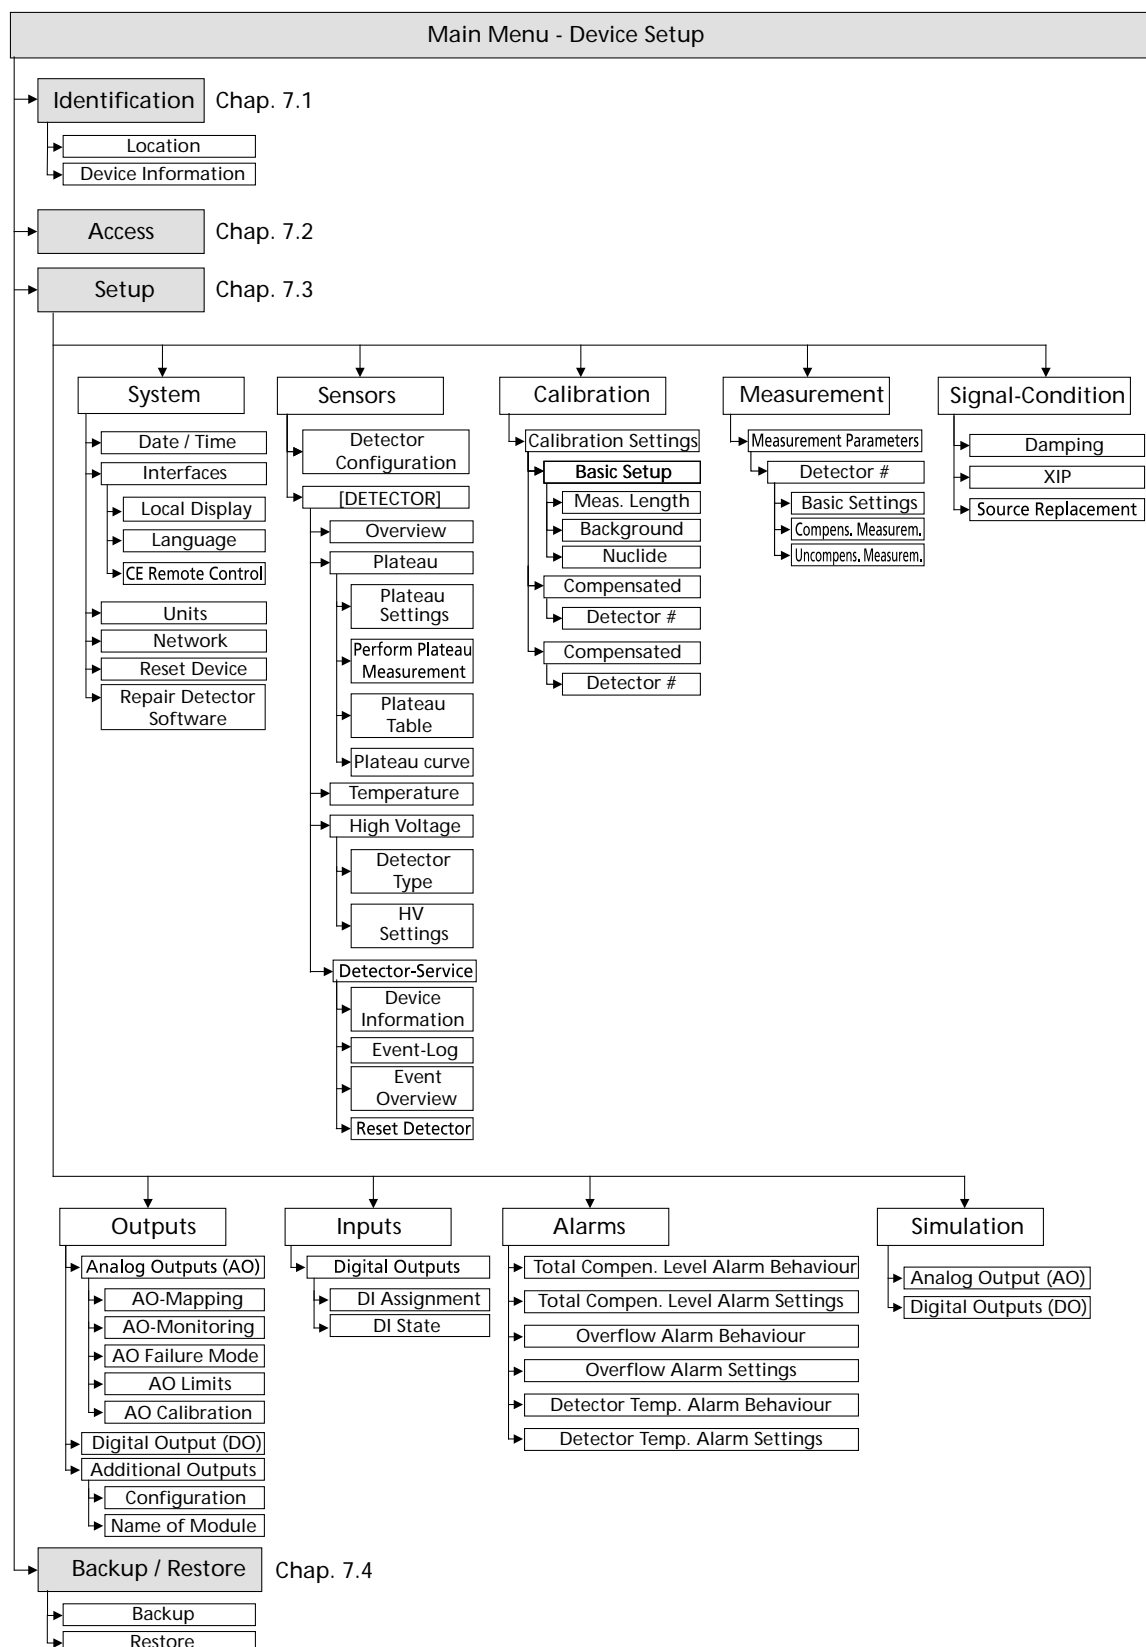 Main Menu - Device Setup
Identification
Chap. 7.1
Location
Device Information
Access
Chap. 7.2
Setup
Chap. 7.3
System
Date / Time
Interfaces
Local Display
Language
CE Remote Control
Units
Network
Reset Device
Repair Detector
Software
Sensors
Detector
Configuration
[DETECTOR]
Overview
Plateau
Plateau
Settings
Perform Plateau
Measurement
Plateau
Table
Plateau curve
Temperature
High Voltage
Detector
Type
HV
Settings
Detector-Service
Device
Information
Event-Log
Event
Overview
Reset Detector
Calibration
Calibration Settings
Basic Setup
Meas. Length
Background
Nuclide
Compensated
Detector #
Compensated
Detector #
Measurement
Measurement Parameters
Detector #
Basic Settings
Compens. Measurem.
Uncompens. Measurem.
Signal-Condition
Damping
XIP
Source Replacement
Outputs
Analog Outputs (AO)
AO-Mapping
AO-Monitoring
AO Failure Mode
AO Limits
AO Calibration
Digital Output (DO)
Additional Outputs
Configuration
Name of Module
Inputs
Digital Outputs
DI Assignment
DI State
Alarms
Total Compen. Level Alarm Behaviour
Total Compen. Level Alarm Settings
Overflow Alarm Behaviour
Overflow Alarm Settings
Detector Temp. Alarm Behaviour
Detector Temp. Alarm Settings
Simulation
Analog Output (AO)
Digital Outputs (DO)
Backup / Restore
Chap. 7.4
Backup
Restore